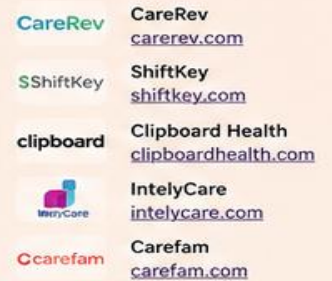 CareRev
CareRev
carerev.com
SShiftKey
ShiftKey
shiftkey.com
clipboard
Clipboard Health
clipboardhealth.com
IntelyCare
IntelyCare
intelycare.com
Ccarefam
Carefam
carefam.com